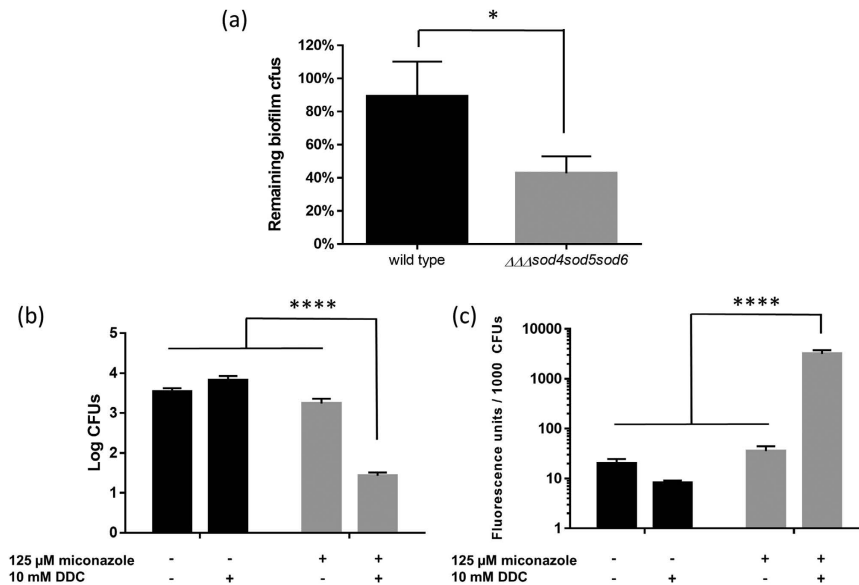 (a)
*
Remaining biofilm cfus
120%
100%
80%
60%
40%
20%
0%
wild type
ΔΔΔsod4sod5sod6
(b)
****
Log CFUs
5
4
3
2
1
0
125 µM miconazole - - + +
10 mM DDC - + - +
(c)
****
Fluorescence units / 1000 CFUs
10000
1000
100
10
1
125 µM miconazole - - + +
10 mM DDC - + - +